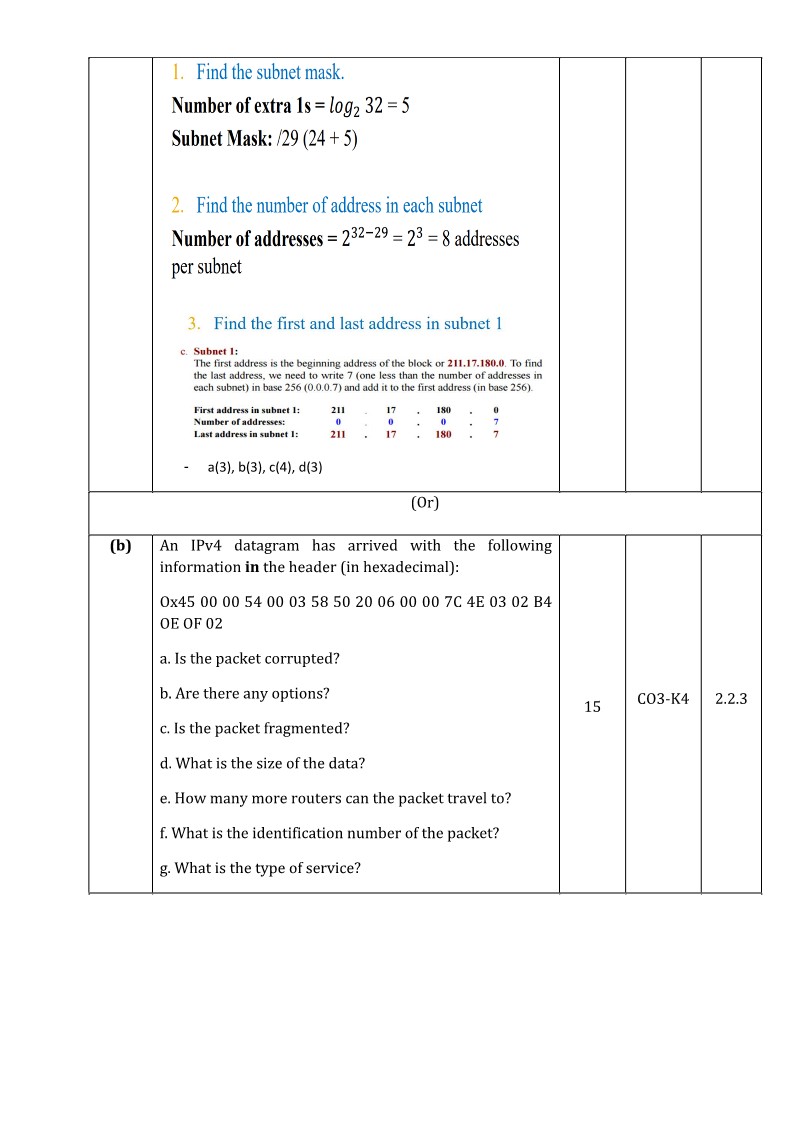 1. Find the subnet mask.
Number of extra 1s = log₂ 32 = 5
Subnet Mask: /29 (24 + 5)
2. Find the number of address in each subnet
Number of addresses = 2³²⁻²⁹ = 2³ = 8 addresses
per subnet
3. Find the first and last address in subnet 1
c. Subnet 1:
The first address is the beginning address of the block or 211.17.180.0. To find
the last address, we need to write 7 (one less than the number of addresses in
each subnet) in base 256 (0.0.0.7) and add it to the first address (in base 256).
First address in subnet 1: 211 . 17 . 180 . 0
Number of addresses: 0 . 0 . 0 . 7
Last address in subnet 1: 211 . 17 . 180 . 7
- a(3), b(3), c(4), d(3)
(Or)
(b) An IPv4 datagram has arrived with the following
information in the header (in hexadecimal):
Ox45 00 00 54 00 03 58 50 20 06 00 00 7C 4E 03 02 B4
OE OF 02
a. Is the packet corrupted?
b. Are there any options?
c. Is the packet fragmented?
d. What is the size of the data?
e. How many more routers can the packet travel to?
f. What is the identification number of the packet?
g. What is the type of service?
15
CO3-K4
2.2.3